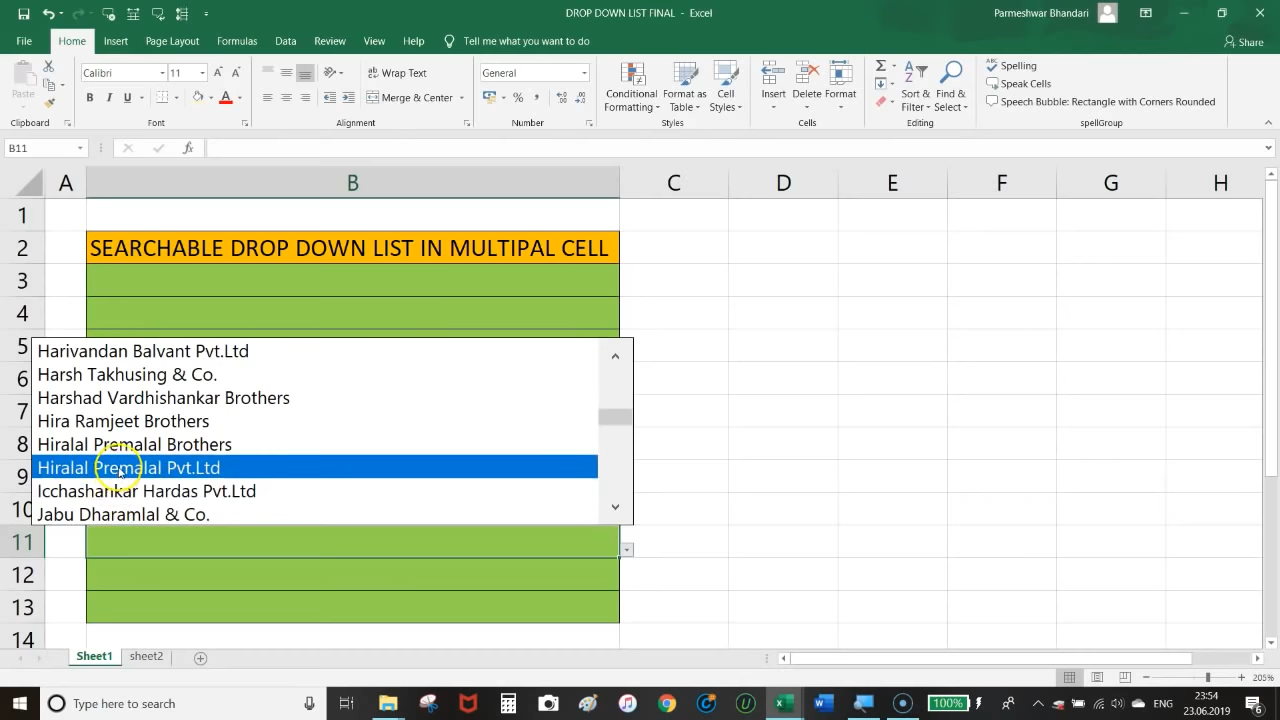 DROP DOWN LIST FINAL - Excel
Parmeshwar Bhandari
File Home Insert Page Layout Formulas Data Review View Help Tell me what you want to do Share
Paste
Clipboard
Calibri 11
B I U
Font
Wrap Text
Merge & Center
Alignment
General
Number
Conditional Formatting
Format as Table
Cell Styles
Styles
Insert Delete Format
Cells
Sort & Filter
Find & Select
Editing
Spelling
Speak Cells
Speech Bubble: Rectangle with Corners Rounded
spellGroup
B11 fx
A B C D E F G H
1
2 SEARCHABLE DROP DOWN LIST IN MULTIPAL CELL
3
4
5
Harivandan Balvant Pvt.Ltd
6 Harsh Takhusing & Co.
Harshad Vardhishankar Brothers
7 Hira Ramjeet Brothers
8 Hiralal Premalal Brothers
9 Hiralal Premalal Pvt.Ltd
Icchashankar Hardas Pvt.Ltd
10 Jabu Dharamlal & Co.
11
12
13
14
Sheet1 sheet2
205%
Type here to search
100%
23:54
23.06.2019